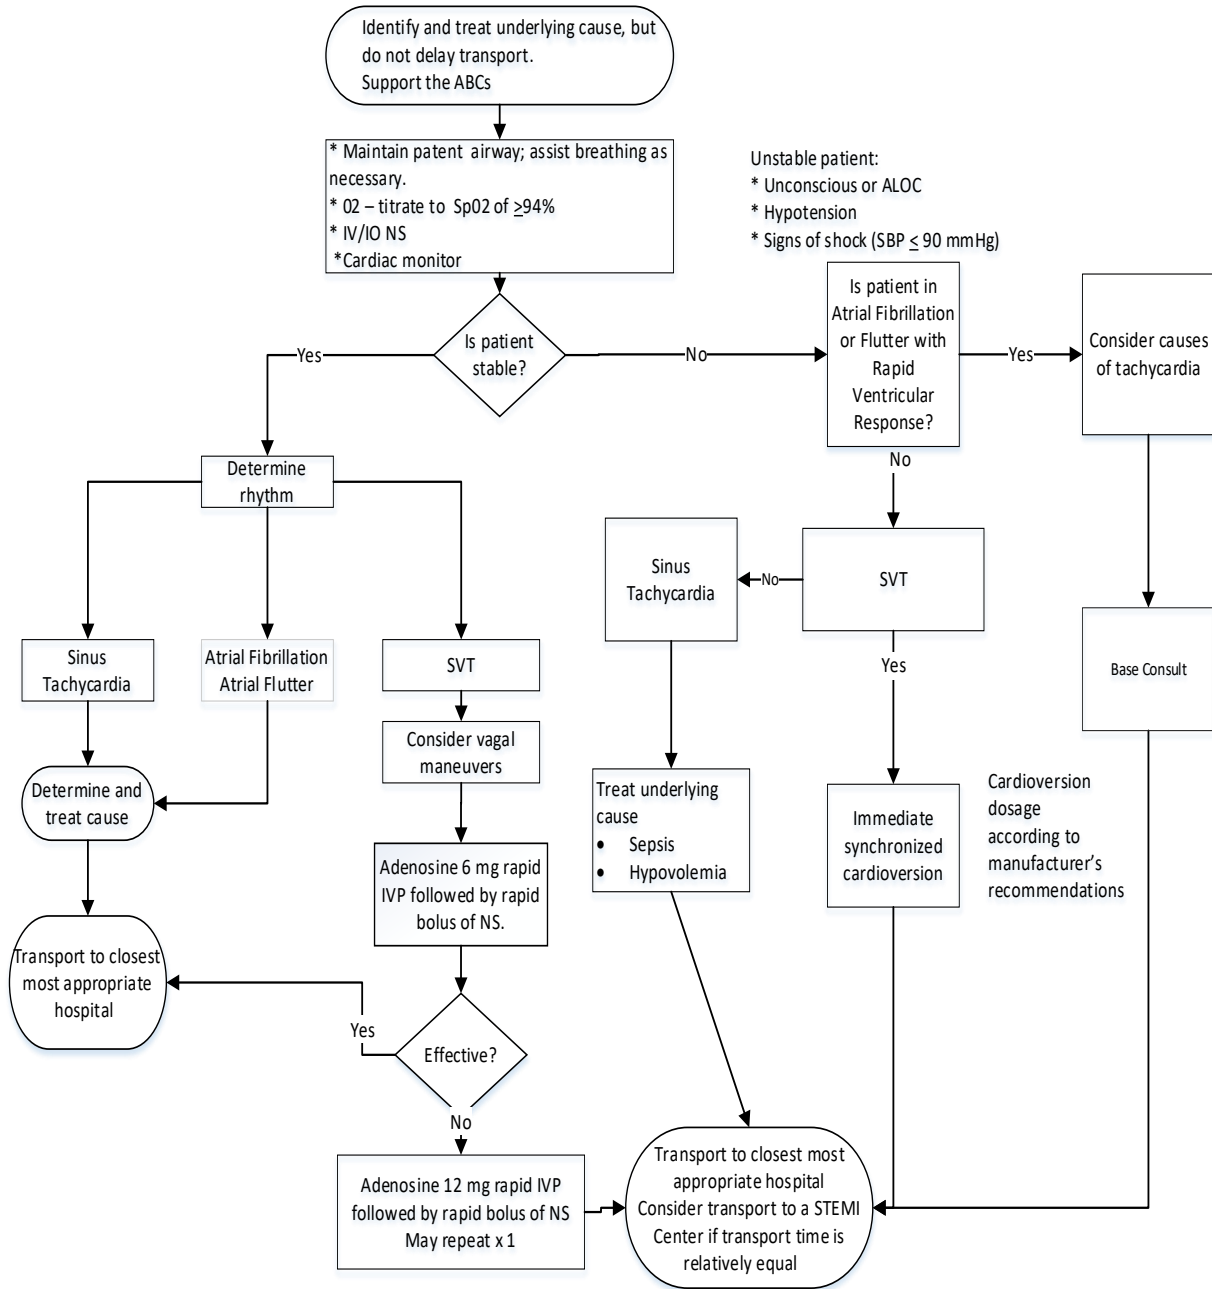 Identify and treat underlying cause, but
do not delay transport.
Support the ABCs
* Maintain patent airway; assist breathing as
necessary.
* 02 – titrate to Sp02 of ≥94%
* IV/IO NS
*Cardiac monitor
Unstable patient:
* Unconscious or ALOC
* Hypotension
* Signs of shock (SBP ≤ 90 mmHg)
Is patient
stable?
Yes
No
Is patient in
Atrial Fibrillation
or Flutter with
Rapid
Ventricular
Response?
Yes
Consider causes
of tachycardia
No
Determine
rhythm
Sinus
Tachycardia
No
SVT
Sinus
Tachycardia
Atrial Fibrillation
Atrial Flutter
SVT
Yes
Base Consult
Consider vagal
maneuvers
Determine and
treat cause
Treat underlying
cause
• Sepsis
• Hypovolemia
Immediate
synchronized
cardioversion
Cardioversion
dosage
according to
manufacturer’s
recommendations
Adenosine 6 mg rapid
IVP followed by rapid
bolus of NS.
Transport to closest
most appropriate
hospital
Yes
Effective?
No
Adenosine 12 mg rapid IVP
followed by rapid bolus of NS
May repeat x 1
Transport to closest most
appropriate hospital
Consider transport to a STEMI
Center if transport time is
relatively equal